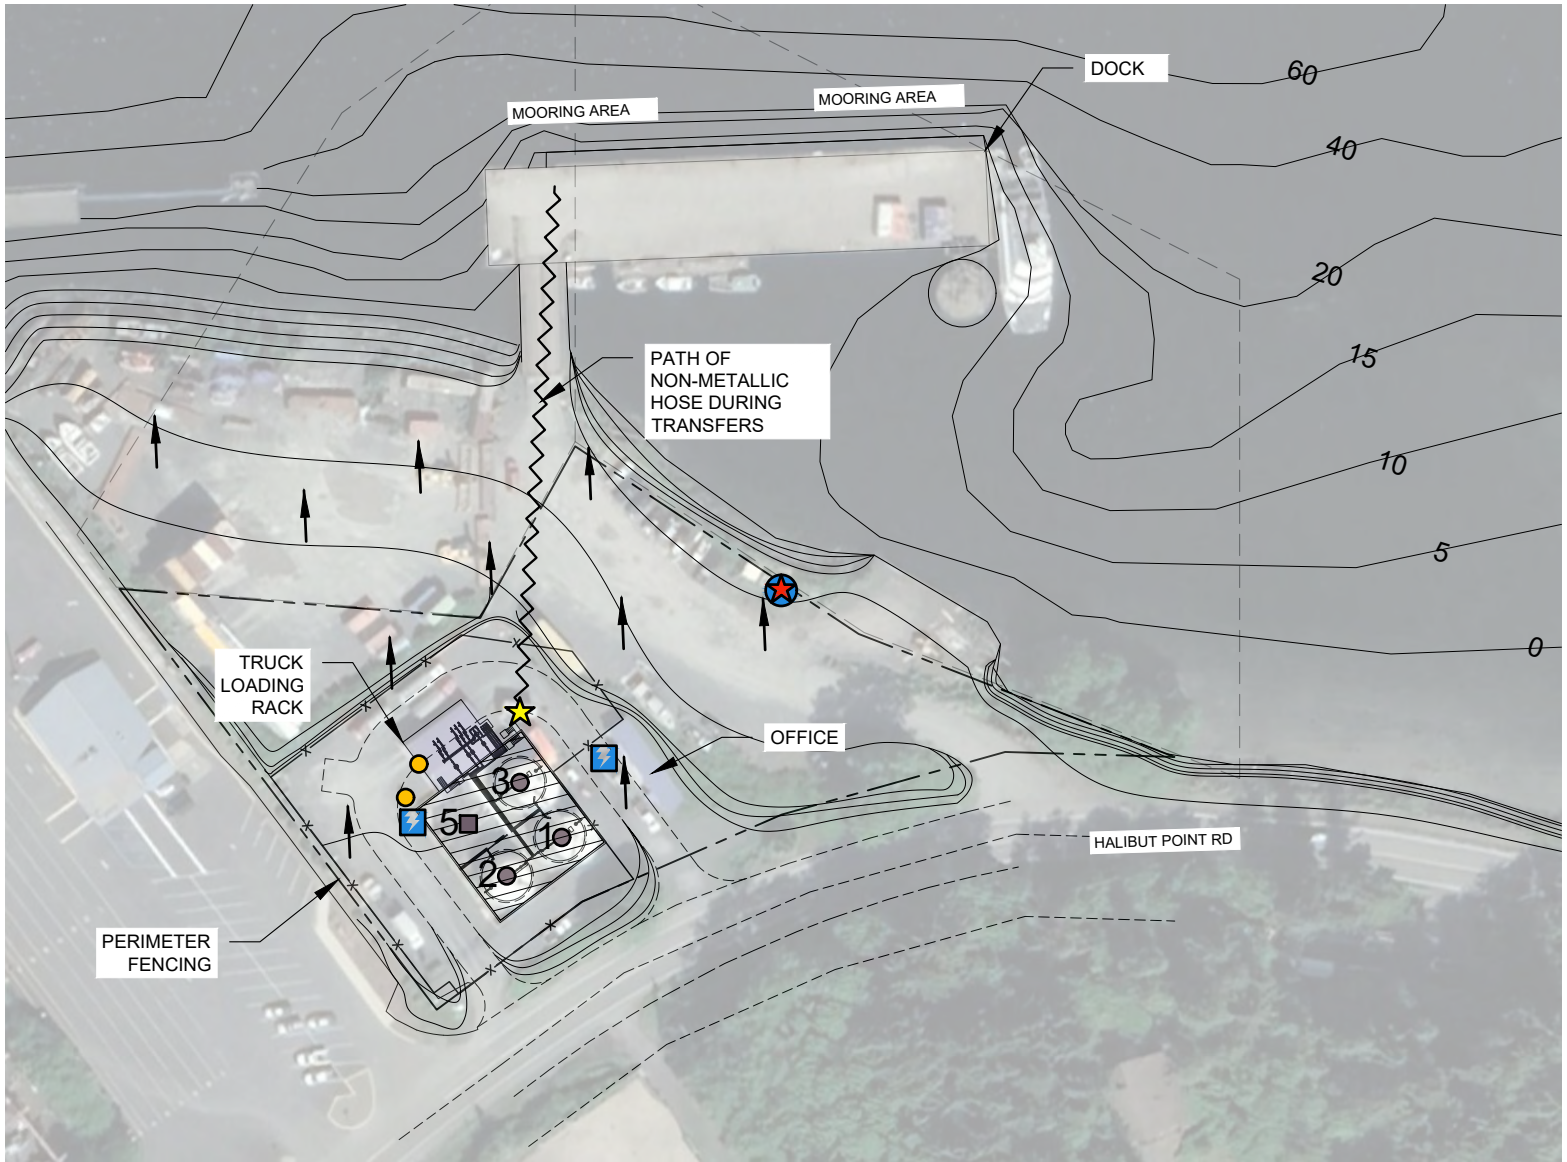 DOCK
60
MOORING AREA
MOORING AREA
40
20
15
PATH OF
NON-METALLIC
HOSE DURING
TRANSFERS
10
5
0
TRUCK
LOADING
RACK
OFFICE
3
5
1
2
HALIBUT POINT RD
PERIMETER
FENCING